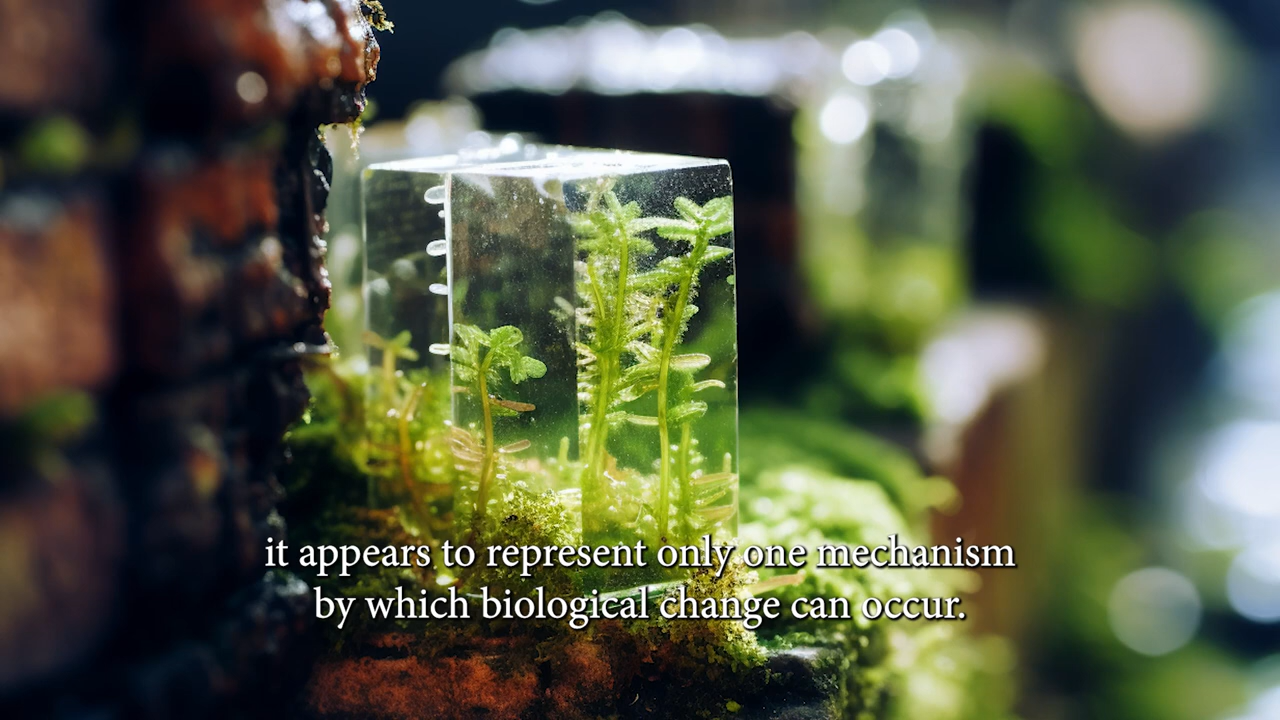 it appears to represent only one mechanism
by which biological change can occur.